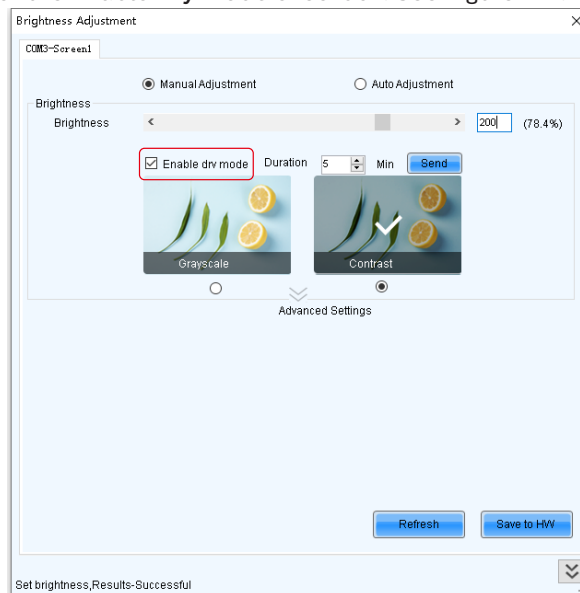 Brightness Adjustment
COM3-Screen1
Manual Adjustment Auto Adjustment
Brightness
Brightness 200 (78.4%)
Enable dry mode Duration 5 Min Send
Grayscale Contrast
Advanced Settings
Refresh Save to HW
Set brightness,Results-Successful